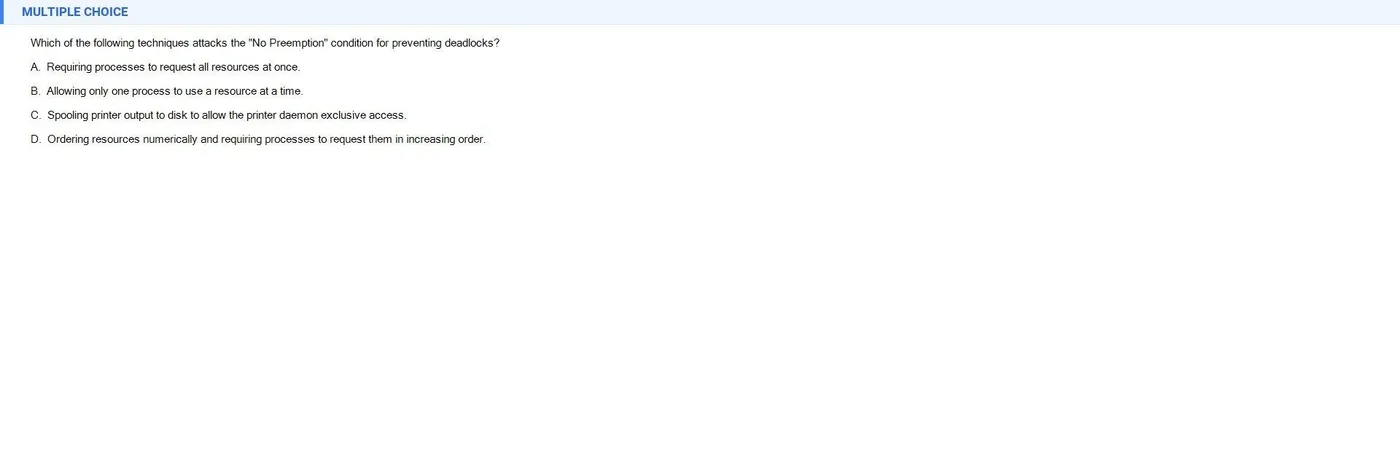 MULTIPLE CHOICE
Which of the following techniques attacks the "No Preemption" condition for preventing deadlocks?
A. Requiring processes to request all resources at once.
B. Allowing only one process to use a resource at a time.
C. Spooling printer output to disk to allow the printer daemon exclusive access.
D. Ordering resources numerically and requiring processes to request them in increasing order.